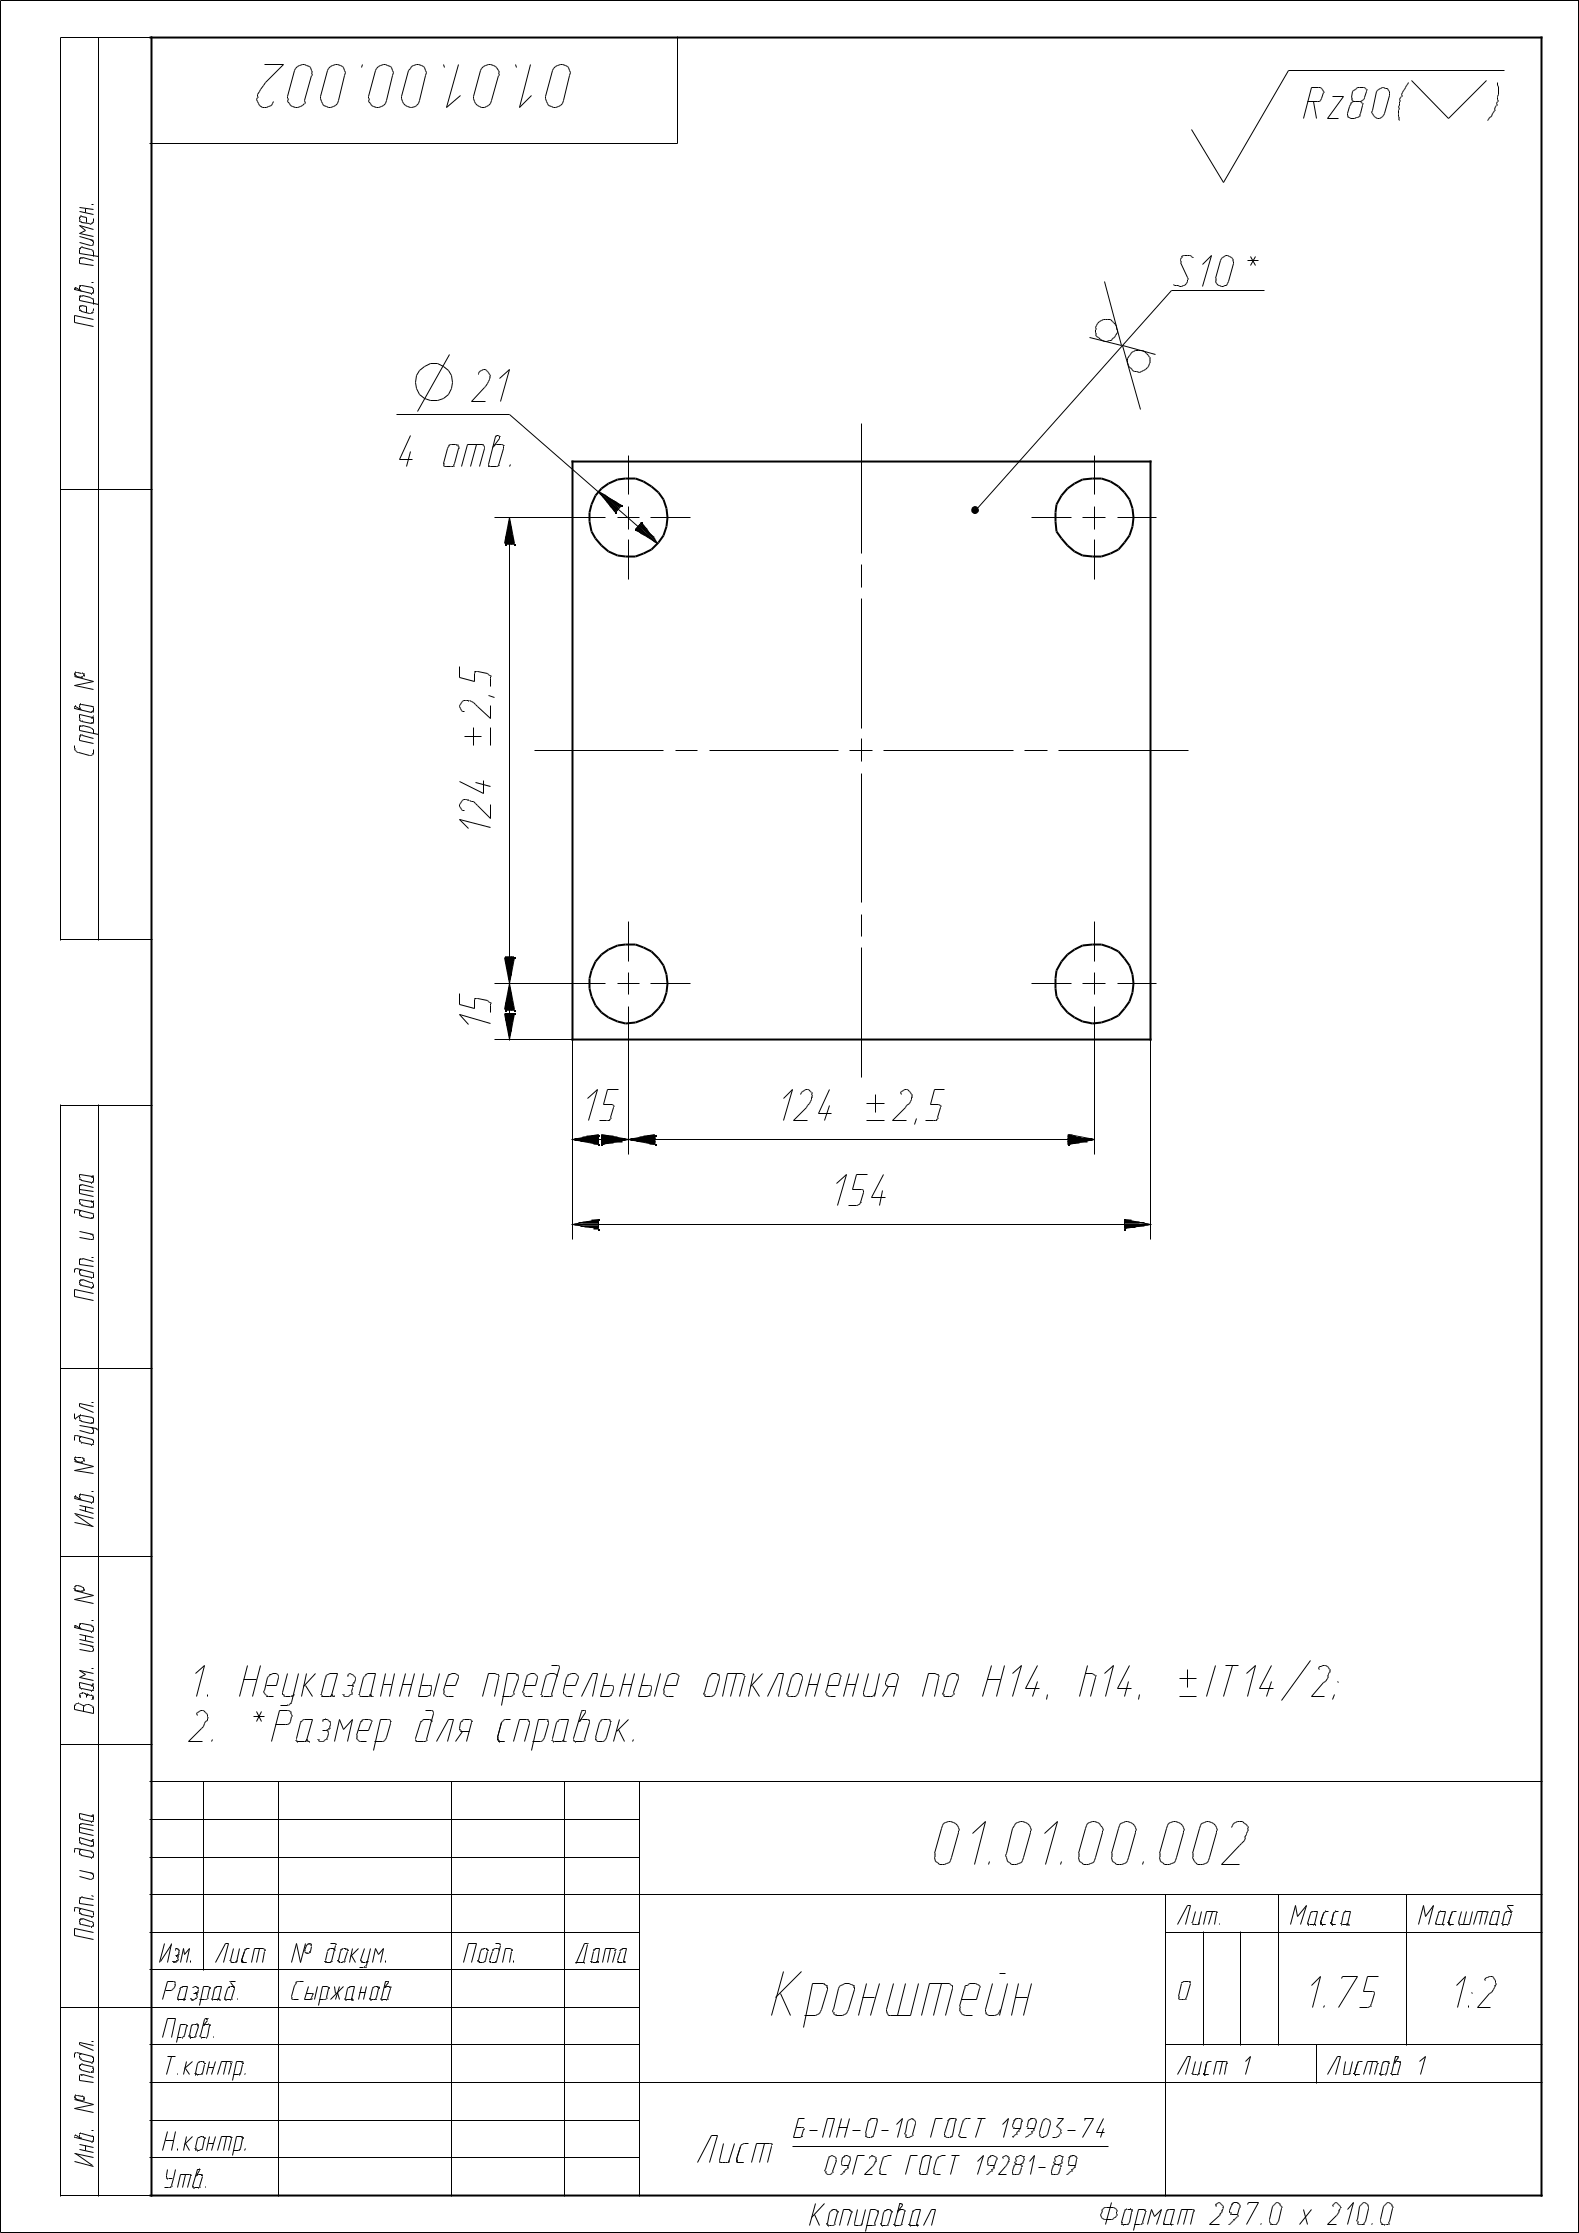 01.01.00.002
Rz80( )
S10*
Ø 21
4 отв.
124 ±2,5
15
15
124 ±2,5
154
Перв. примен.
Справ №
Подп. и дата
Инв. № дубл.
Взам. инв. №
Подп. и дата
Инв. № подл.
1. Неуказанные предельные отклонения по Н14, h14, ±IT14/2;
2. *Размер для справок.
01.01.00.002
Изм. Лист № докум. Подп. Дата
Разраб. Сыржанов
Пров.
Т.контр.
Н.контр.
Утв.
Кронштейн
Лит. Масса Масштаб
а 1.75 1:2
Лист 1 Листов 1
Лист Б-ПН-О-10 ГОСТ 19903-74
09Г2С ГОСТ 19281-89
Копировал Формат 297.0 x 210.0